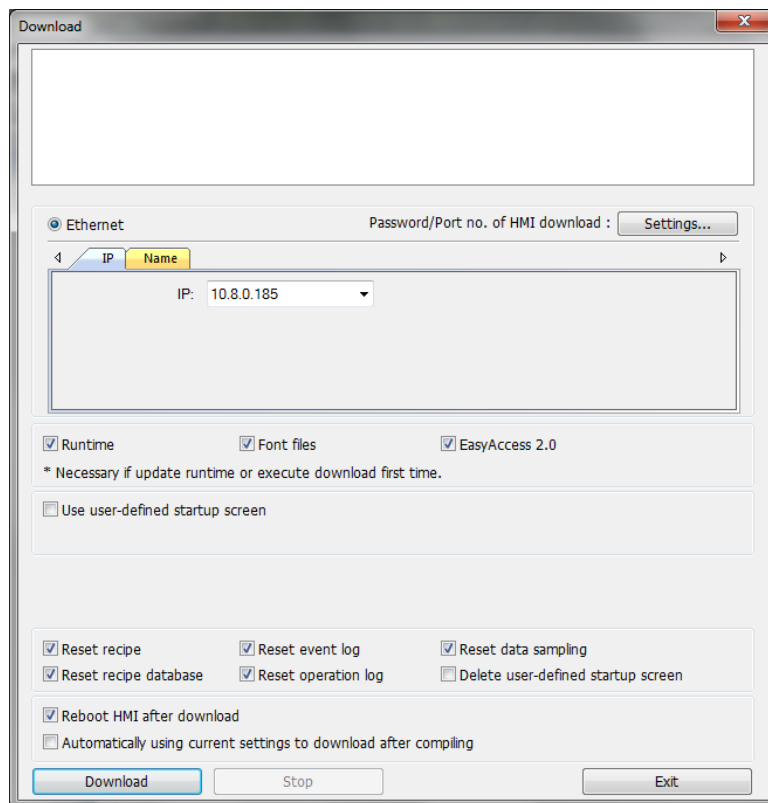 Download
Ethernet Password/Port no. of HMI download : Settings...
IP Name
IP: 10.8.0.185
Runtime Font files EasyAccess 2.0
* Necessary if update runtime or execute download first time.
Use user-defined startup screen
Reset recipe Reset event log Reset data sampling
Reset recipe database Reset operation log Delete user-defined startup screen
Reboot HMI after download
Automatically using current settings to download after compiling
Download Stop Exit